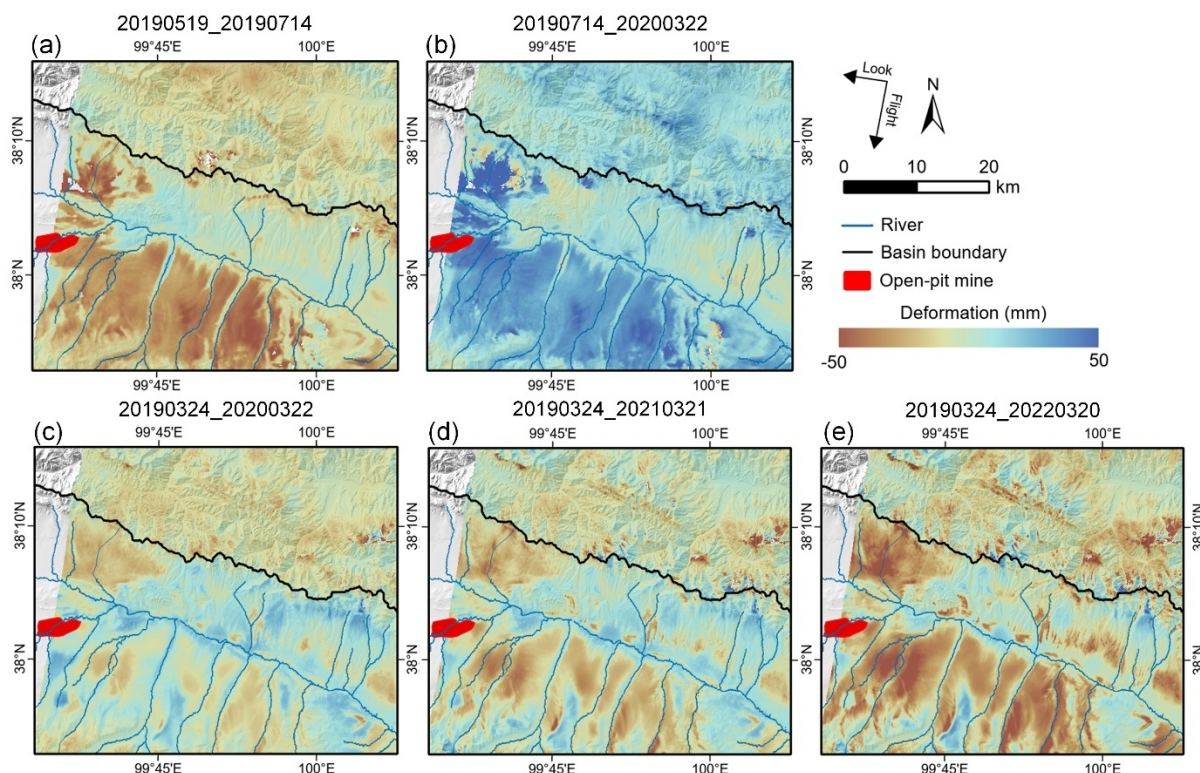 20190519_20190714
20190714_20200322
(a)
99°45'E
100°E
(b)
99°45'E
100°E
38°10'N
38°N
99°45'E
100°E
99°45'E
100°E
38°10'N
38°N
Look
Flight
N
0 10 20
km
River
Basin boundary
Open-pit mine
Deformation (mm)
-50 50
20190324_20200322
20190324_20210321
20190324_20220320
(c)
99°45'E
100°E
(d)
99°45'E
100°E
(e)
99°45'E
100°E
38°10'N
38°N
38°10'N
38°N
38°10'N
38°N
99°45'E
100°E
99°45'E
100°E
99°45'E
100°E